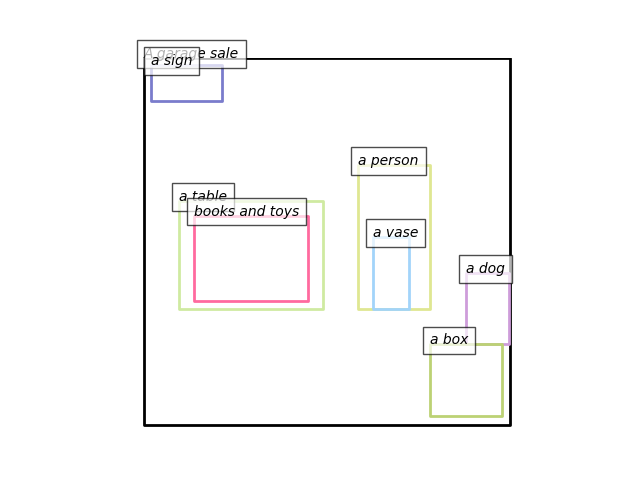 A garage sale
a sign
a person
a table
books and toys
a vase
a dog
a box